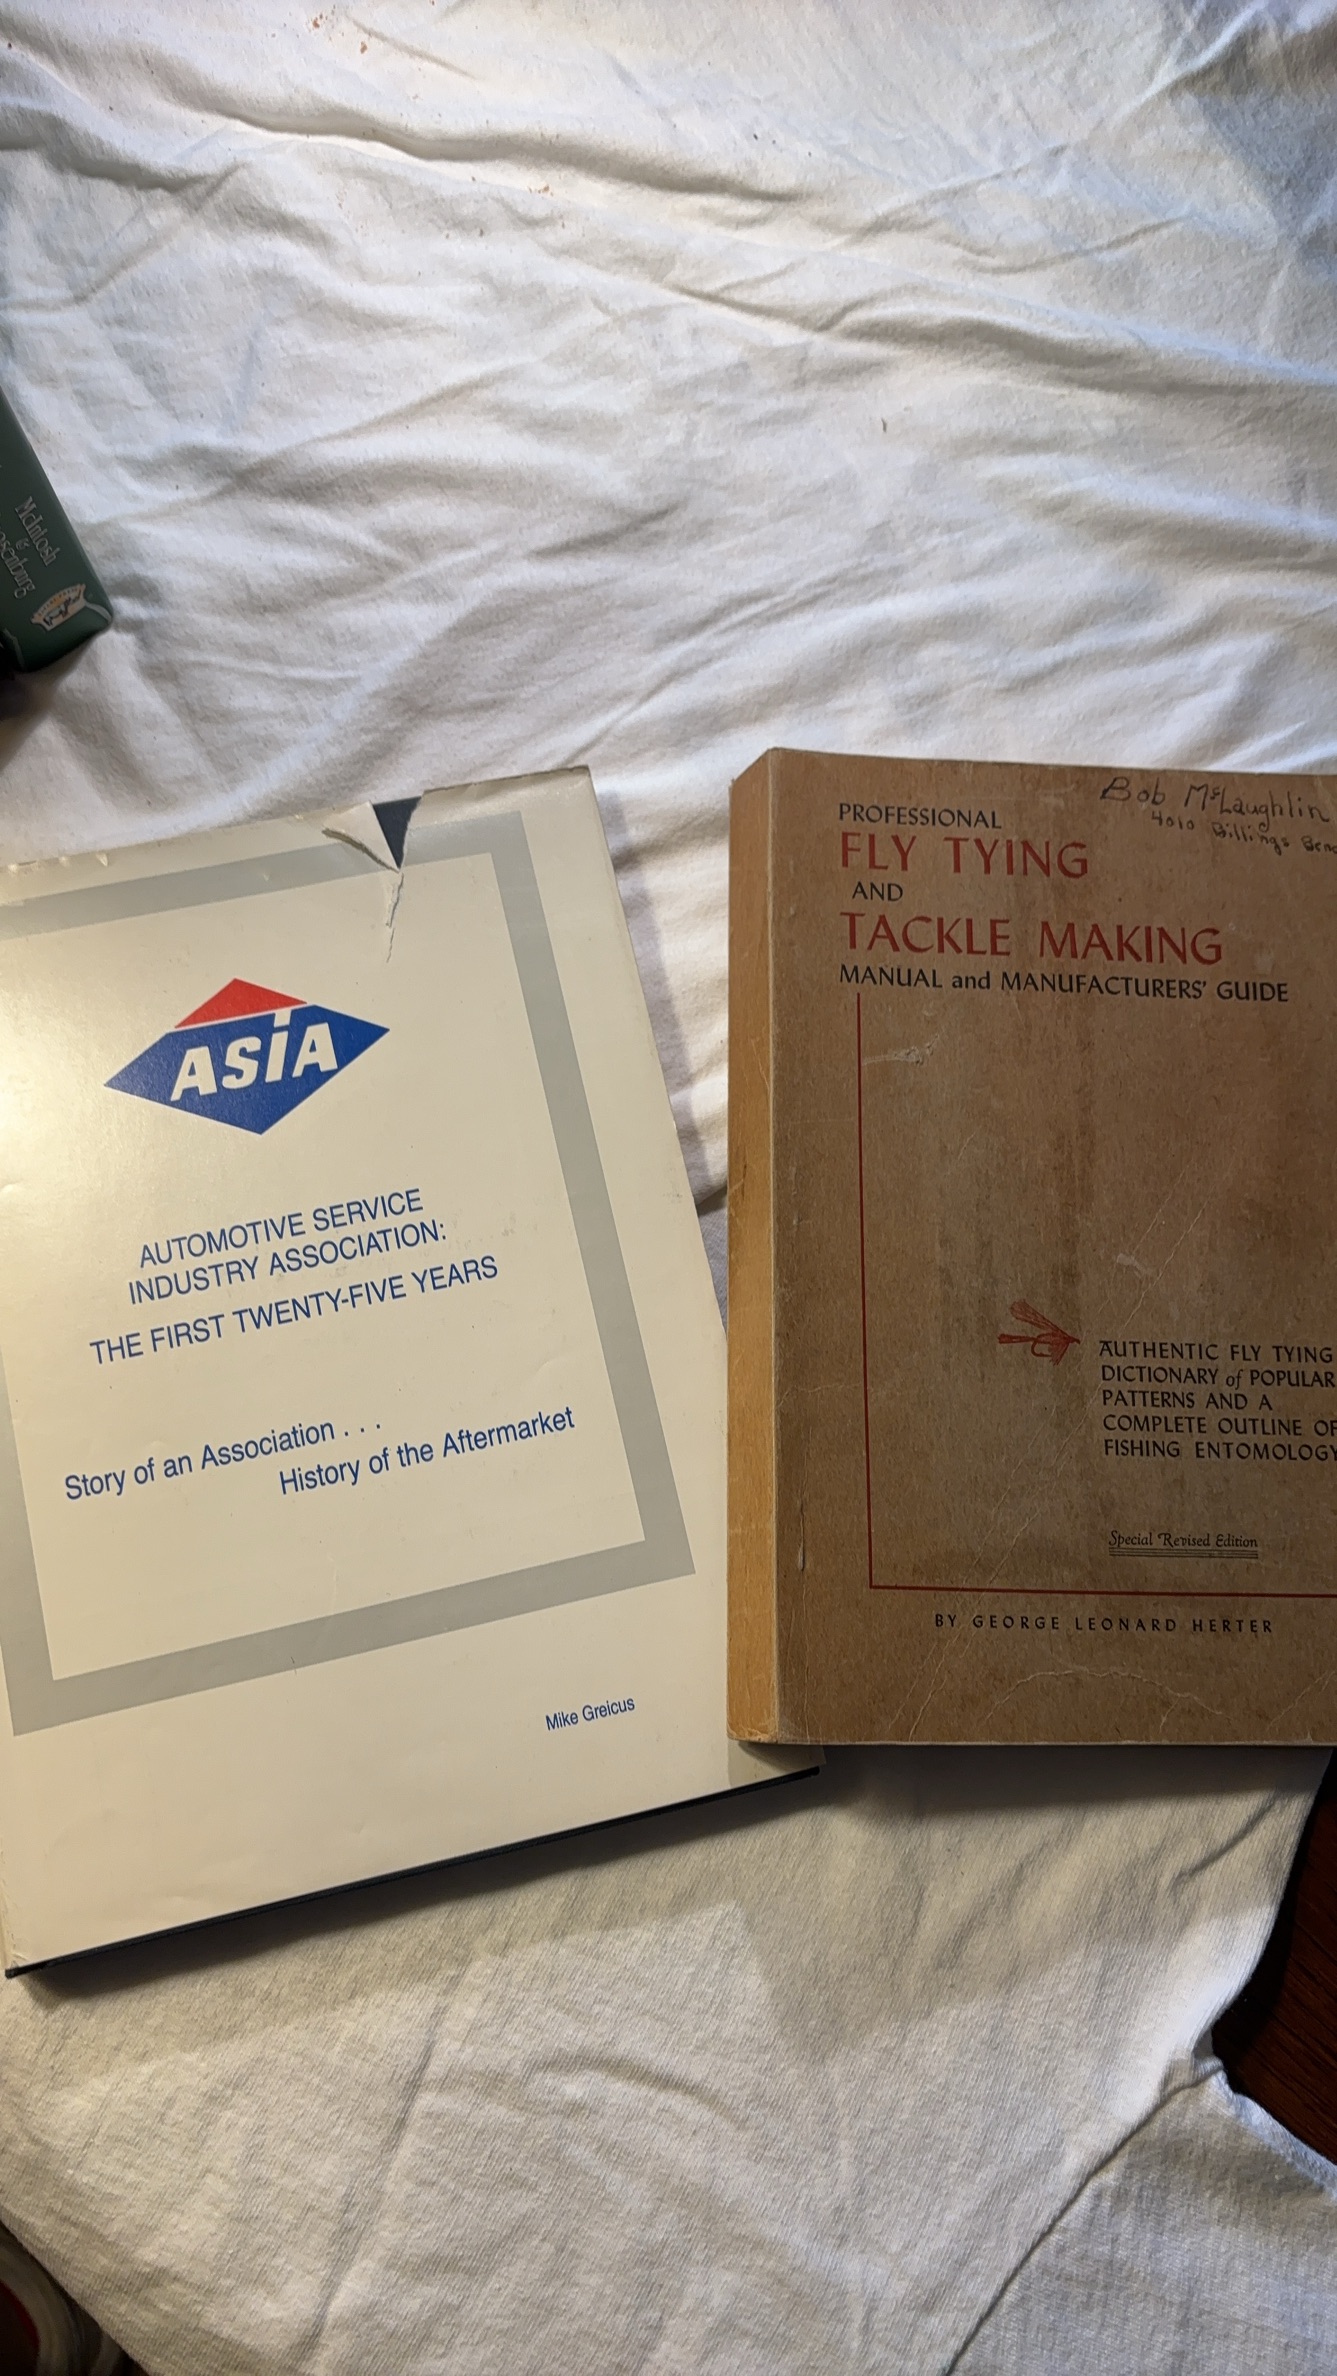 McIntosh
&
ASiA
AUTOMOTIVE SERVICE
INDUSTRY ASSOCIATION:
THE FIRST TWENTY-FIVE YEARS
Story of an Association . . .
History of the Aftermarket
Mike Greicus
Bob McLaughlin
4010 Billings
PROFESSIONAL
FLY TYING
AND
TACKLE MAKING
MANUAL and MANUFACTURERS' GUIDE
AUTHENTIC FLY TYING
DICTIONARY of POPULAR
PATTERNS AND A
COMPLETE OUTLINE OF
FISHING ENTOMOLOGY
Special Revised Edition
BY GEORGE LEONARD HERTER